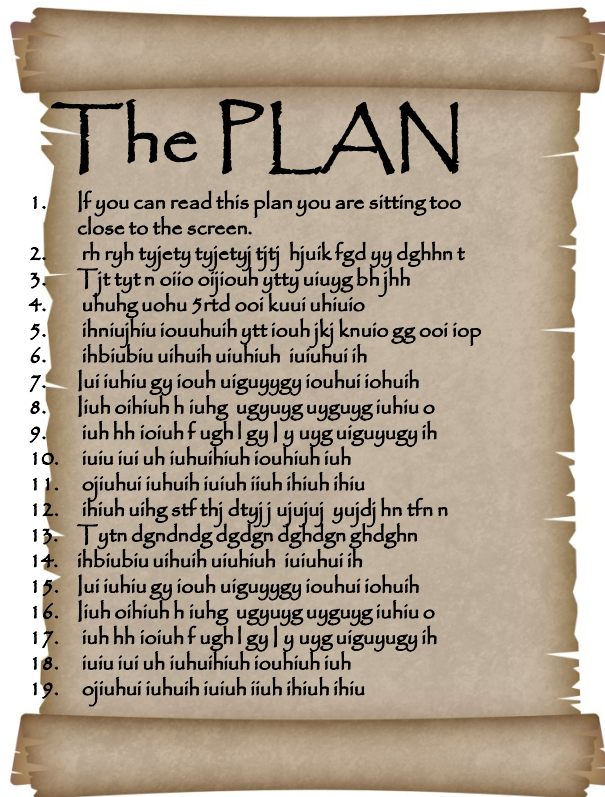 The PLAN
1. If you can read this plan you are sitting too
close to the screen.
2. rh ryh tyjety tyjetyj tjtj hjuik fgd yy dghhn t
3. Tjt tyt n oiio oijiouh ytty uiuyg bh jhh
4. uhuhg uohu 5rtd ooi kuui uhiuio
5. ihniujhiu iouuhuih ytt iouh jkj knuio gg ooi iop
6. ihbiubiu uihuih uiuhiuh iuiuhui ih
7. Iui iuhiu gy iouh uiguyygy iouhui iohuih
8. Iiuh oihiuh h iuhg ugyuyg uyguyg iuhiu o
9. iuh hh ioiuh f ugh l gy l y uyg uiguyugy ih
10. iuiu iui uh iuhuihiuh iouhiuh iuh
11. ojiuhui iuhuih iuiuh iiuh ihiuh ihiu
12. ihiuh uihg stf thj dtyj j ujujuj yujdj hn tfn n
13. Tytn dgndndg dgdgn dghdgn ghdghn
14. ihbiubiu uihuih uiuhiuh iuiuhui ih
15. Iui iuhiu gy iouh uiguyygy iouhui iohuih
16. Iiuh oihiuh h iuhg ugyuyg uyguyg iuhiu o
17. iuh hh ioiuh f ugh l gy l y uyg uiguyugy ih
18. iuiu iui uh iuhuihiuh iouhiuh iuh
19. ojiuhui iuhuih iuiuh iiuh ihiuh ihiu